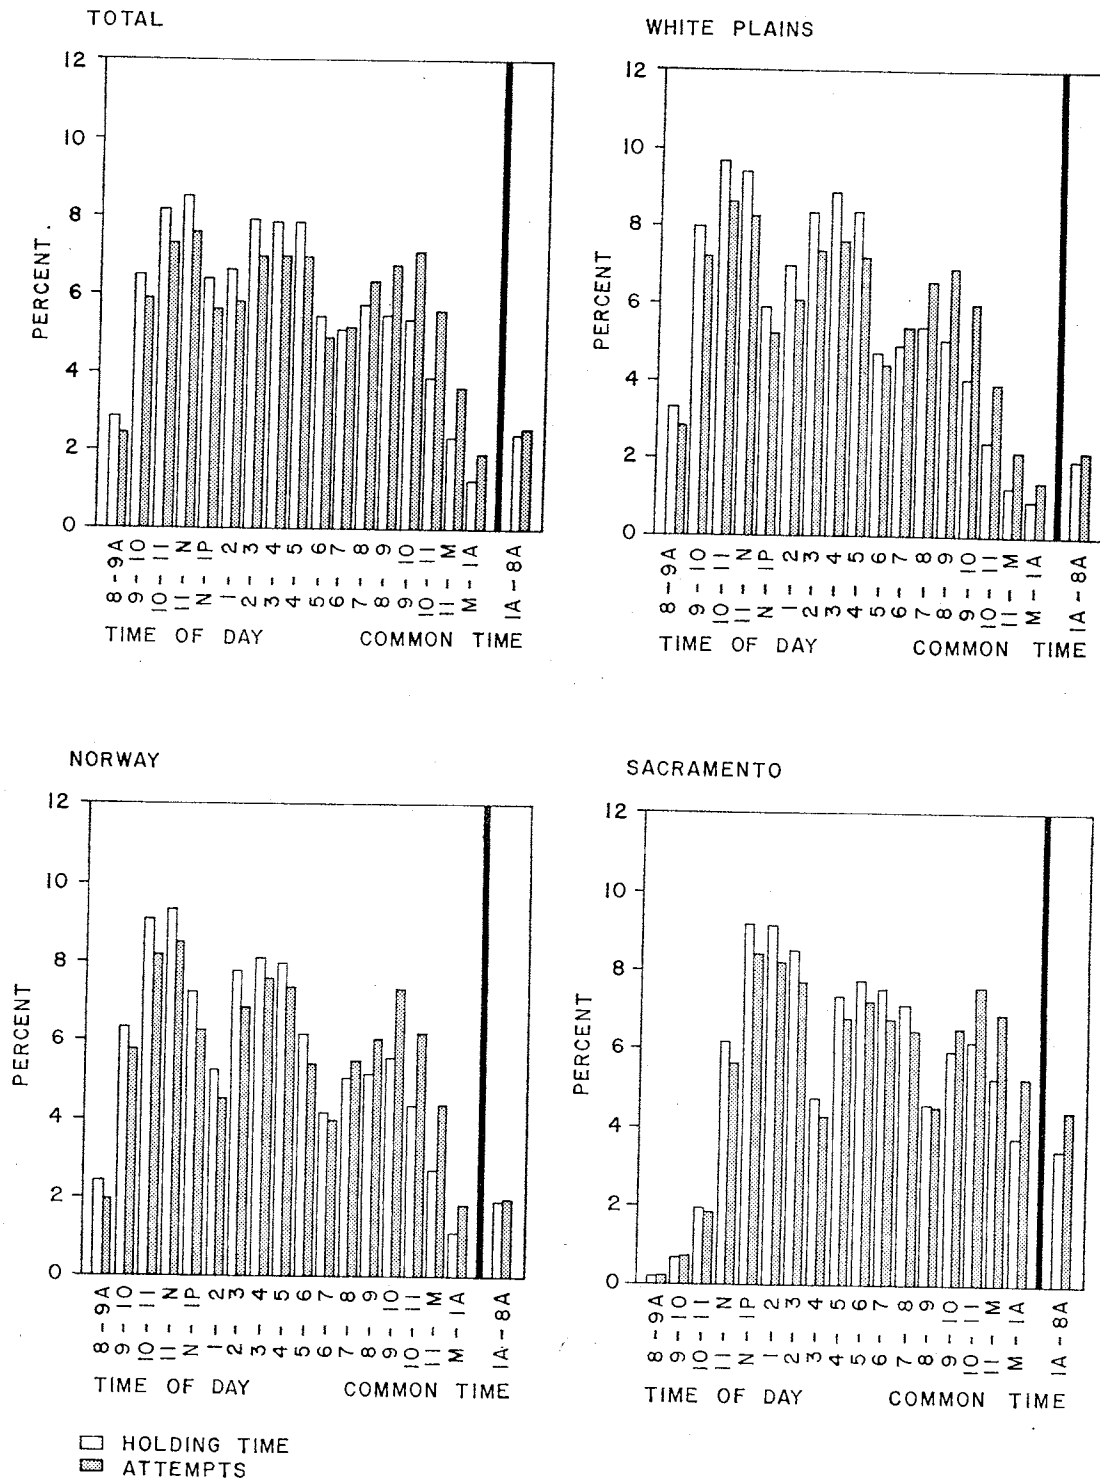 TOTAL
12
10
8
6
4
2
0
PERCENT.
8 - 9A
9 - 10
10 - 11
11 - N
N - 1P
1 - 2
2 - 3
3 - 4
4 - 5
5 - 6
6 - 7
7 - 8
8 - 9
9 - 10
10 - 11
11 - M
M - 1A
1A - 8A
TIME OF DAY COMMON TIME
WHITE PLAINS
12
10
8
6
4
2
0
PERCENT
8 - 9A
9 - 10
10 - 11
11 - N
N - 1P
1 - 2
2 - 3
3 - 4
4 - 5
5 - 6
6 - 7
7 - 8
8 - 9
9 - 10
10 - 11
11 - M
M - 1A
1A - 8A
TIME OF DAY COMMON TIME
NORWAY
12
10
8
6
4
2
0
PERCENT
8 - 9A
9 - 10
10 - 11
11 - N
N - 1P
1 - 2
2 - 3
3 - 4
4 - 5
5 - 6
6 - 7
7 - 8
8 - 9
9 - 10
10 - 11
11 - M
M - 1A
1A - 8A
TIME OF DAY COMMON TIME
SACRAMENTO
12
10
8
6
4
2
0
PERCENT
8 - 9A
9 - 10
10 - 11
11 - N
N - 1P
1 - 2
2 - 3
3 - 4
4 - 5
5 - 6
6 - 7
7 - 8
8 - 9
9 - 10
10 - 11
11 - M
M - 1A
1A - 8A
TIME OF DAY COMMON TIME
HOLDING TIME
ATTEMPTS